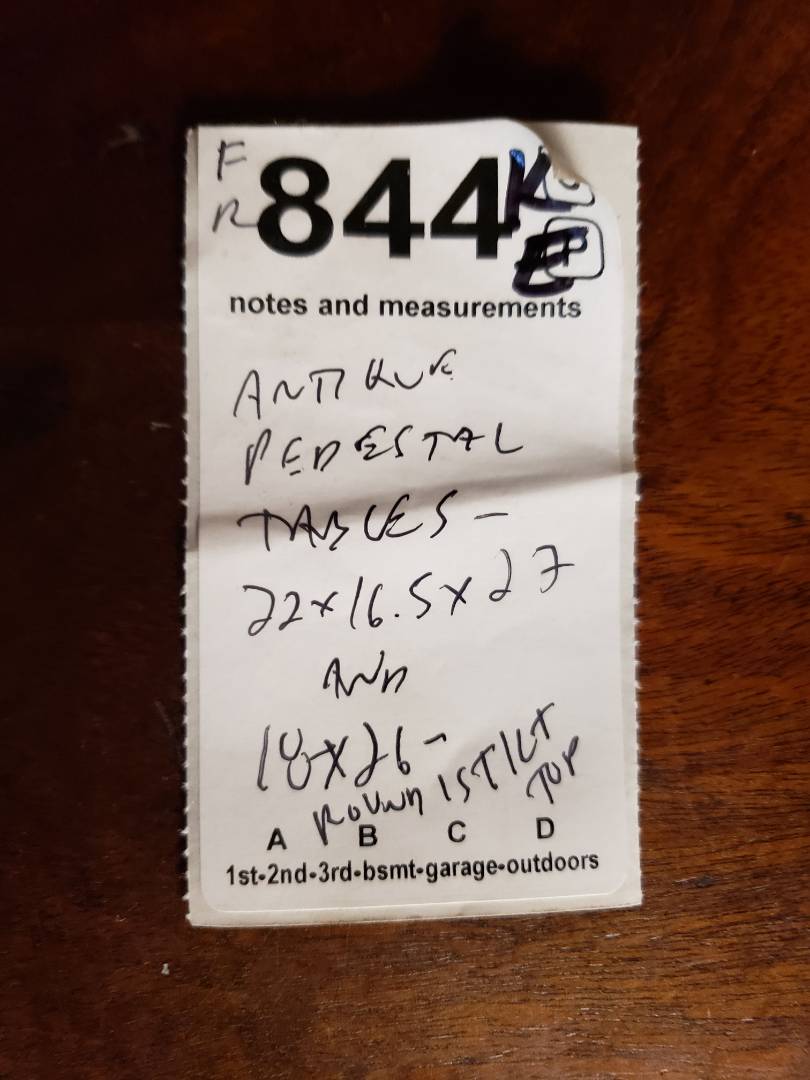 F
R
844
K
E P
notes and measurements
ANTIQUE
PEDESTAL
TABLES -
22x16.5x27
AND
18x26-
ROUND IS TILT
TOP
A B C D
1st-2nd-3rd-bsmt-garage-outdoors